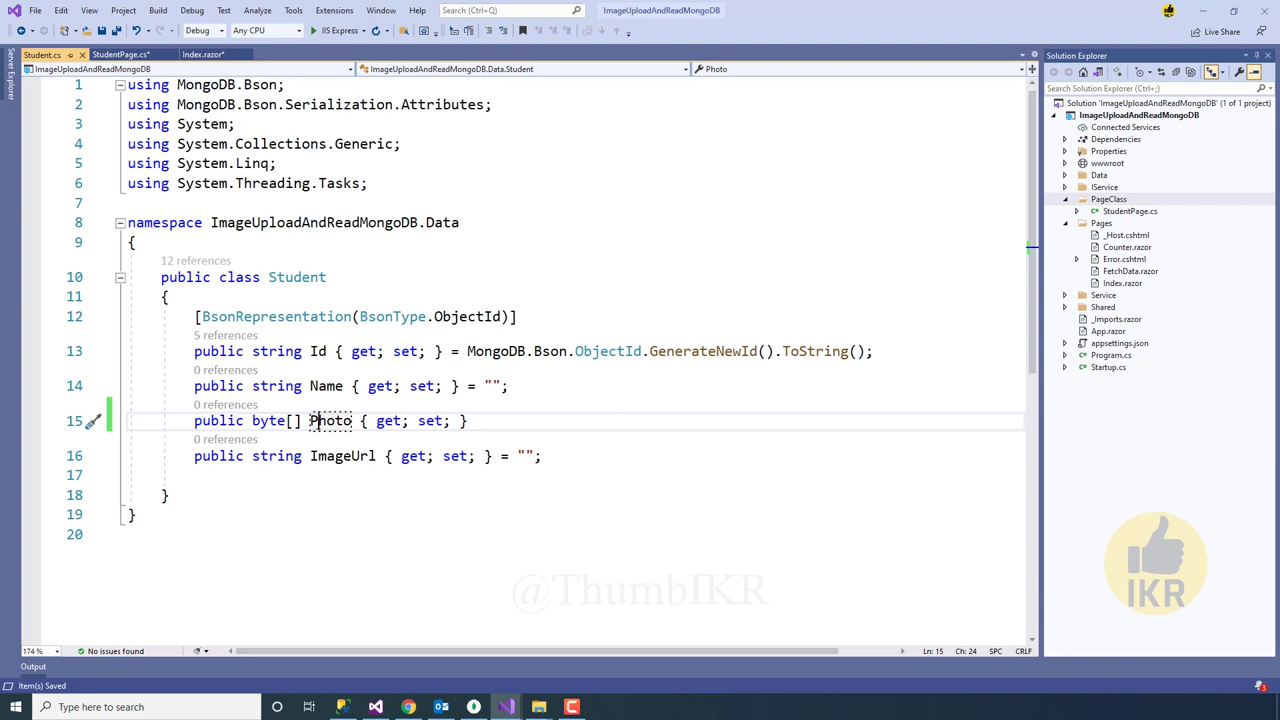 File Edit View Project Build Debug Test Analyze Tools Extensions Window Help Search (Ctrl+Q) ImageUploadAndReadMongoDB
Debug Any CPU IIS Express Live Share
Server Explorer
Student.cs StudentPage.cs* Index.razor*
ImageUploadAndReadMongoDB ImageUploadAndReadMongoDB.Data.Student Photo
1 using MongoDB.Bson;
2 using MongoDB.Bson.Serialization.Attributes;
3 using System;
4 using System.Collections.Generic;
5 using System.Linq;
6 using System.Threading.Tasks;
7
8 namespace ImageUploadAndReadMongoDB.Data
9 {
12 references
10 public class Student
11 {
12 [BsonRepresentation(BsonType.ObjectId)]
5 references
13 public string Id { get; set; } = MongoDB.Bson.ObjectId.GenerateNewId().ToString();
0 references
14 public string Name { get; set; } = "";
0 references
15 public byte[] Photo { get; set; }
0 references
16 public string ImageUrl { get; set; } = "";
17
18 }
19 }
20
@ThumbIKR
174 % No issues found Ln: 15 Ch: 24 SPC CRLF
Output
Item(s) Saved
3
Solution Explorer
Search Solution Explorer (Ctrl+;)
Solution 'ImageUploadAndReadMongoDB' (1 of 1 project)
ImageUploadAndReadMongoDB
Connected Services
Dependencies
Properties
wwwroot
Data
IService
PageClass
StudentPage.cs
Pages
_Host.cshtml
Counter.razor
Error.cshtml
FetchData.razor
Index.razor
Service
Shared
_Imports.razor
App.razor
appsettings.json
Program.cs
Startup.cs
IKR
Type here to search